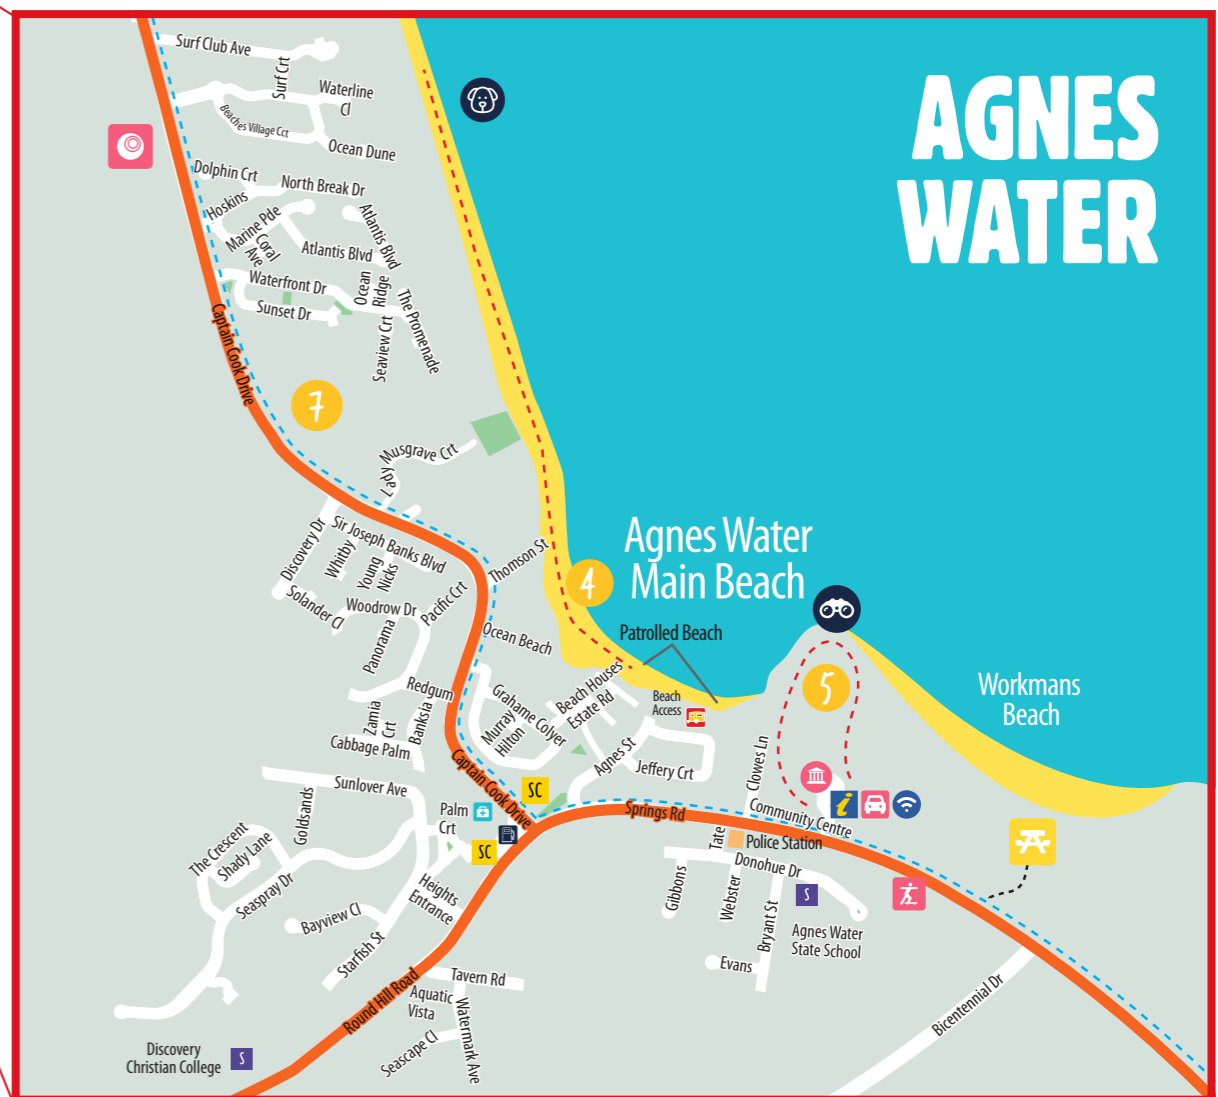 AGNES
WATER
Surf Club Ave
Surf Crt
Waterline
Cl
Beaches Village Cct
Ocean Dune
Dolphin Crt
North Break Dr
Hoskins
Marine Pde
Coral
Ave
Atlantis Blvd
Atlantis Blvd
Waterfront Dr
Sunset Dr
Ocean
Ridge
Seaview Crt
The Promenade
Captain Cook Drive
7
Musgrave Crt
Lady
Discovery Dr
Sir Joseph Banks Blvd
Whitby
Young
Nicks
Solander Cl
Woodrow Dr
Pacific Crt
Panorama
Thomson St
Agnes Water
Main Beach
4
Ocean Beach
Patrolled Beach
5
Workmans
Beach
Redgum
Grahame Colyer
Murray
Hilton
Beach Houses
Estate Rd
Beach
Access
Zamia
Crt
Banksia
Cabbage Palm
Agnes St
Jeffery Crt
Clowes Ln
Captain Cook Drive
SC
Sunlover Ave
Goldsands
Palm
Crt
SC
Springs Rd
i
Community Centre
Police Station
Tate
Donohue Dr
Gibbons
Webster
Bryant St
S
Agnes Water
State School
Evans
The Crescent
Shady Lane
Seaspray Dr
Bayview Cl
Heights
Entrance
Starfish St
Round Hill Road
Tavern Rd
Aquatic
Vista
Watermark Ave
Seascape Cl
Bicentennial Dr
Discovery
Christian College
S